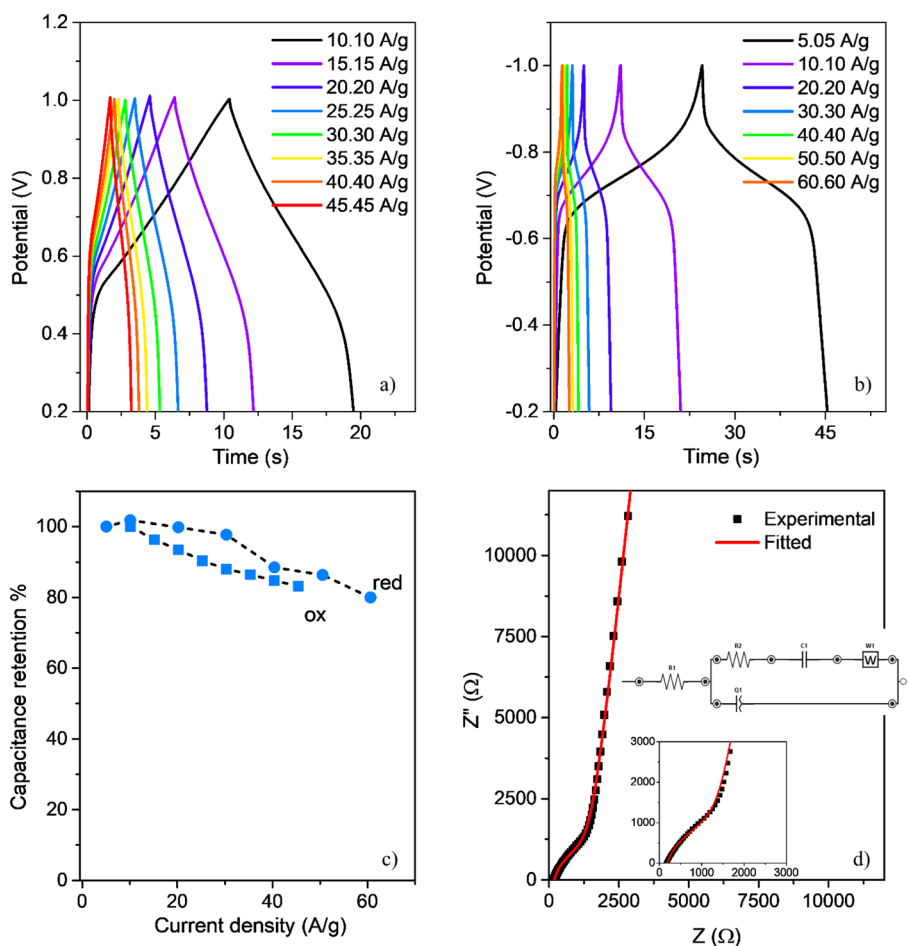 1.2
1.0
0.8
0.6
0.4
0.2
Potential (V)
10.10 A/g
15.15 A/g
20.20 A/g
25.25 A/g
30.30 A/g
35.35 A/g
40.40 A/g
45.45 A/g
a)
0 5 10 15 20
Time (s)
-1.0
-0.8
-0.6
-0.4
-0.2
Potential (V)
5.05 A/g
10.10 A/g
20.20 A/g
30.30 A/g
40.40 A/g
50.50 A/g
60.60 A/g
b)
0 15 30 45
Time (s)
100
80
60
40
20
0
Capacitance retention %
red
ox
c)
0 20 40 60
Current density (A/g)
10000
7500
5000
2500
0
Z'' (Ω)
Experimental
Fitted
R1
R2
C1
W1
W
Q1
3000
2000
1000
0
0 1000 2000 3000
d)
0 2500 5000 7500 10000
Z (Ω)